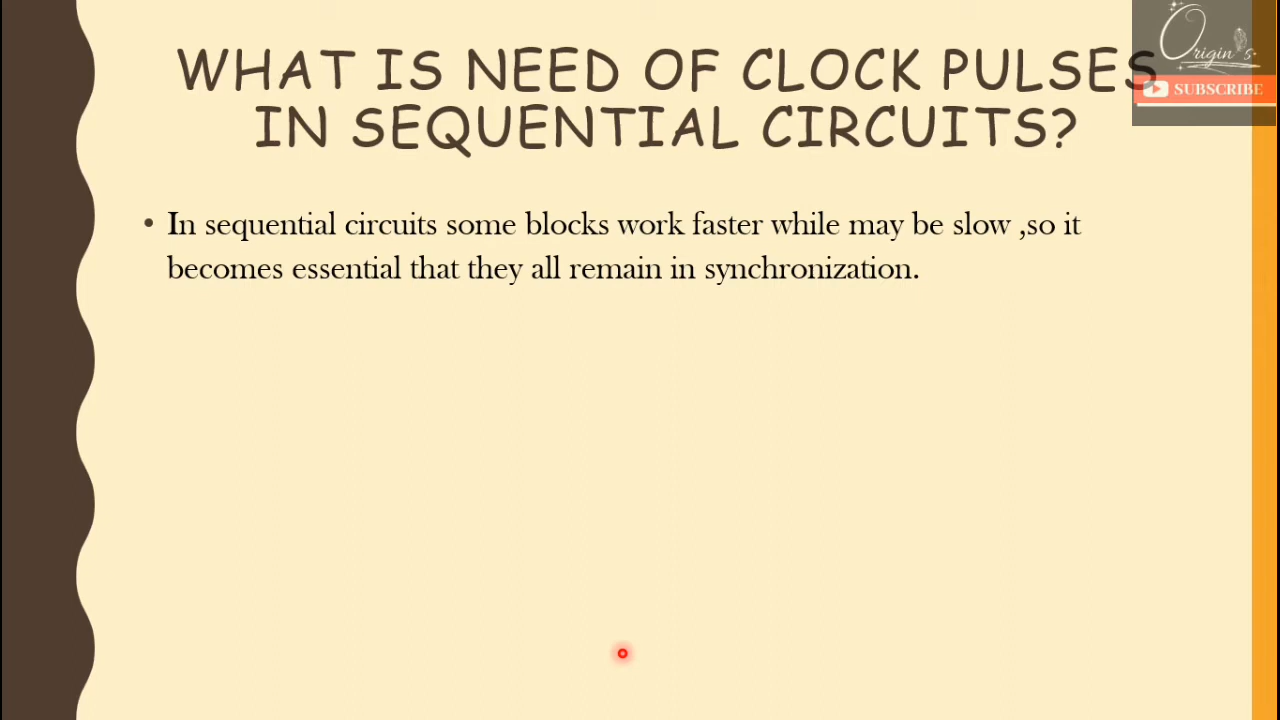 WHAT IS NEED OF CLOCK PULSES
IN SEQUENTIAL CIRCUITS?
Origin's
SUBSCRIBE
• In sequential circuits some blocks work faster while may be slow ,so it
becomes essential that they all remain in synchronization.